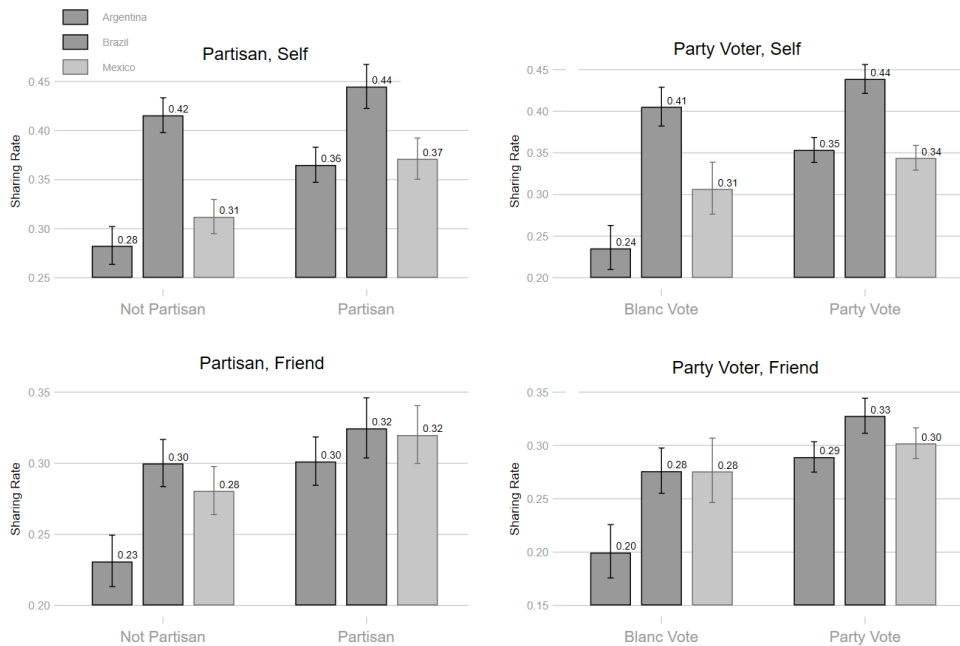 Argentina
Brazil
Mexico
Partisan, Self
Sharing Rate
0.45
0.40
0.35
0.30
0.25
0.28
0.42
0.31
0.36
0.44
0.37
Not Partisan
Partisan
Party Voter, Self
Sharing Rate
0.45
0.40
0.35
0.30
0.25
0.20
0.24
0.41
0.31
0.35
0.44
0.34
Blanc Vote
Party Vote
Partisan, Friend
Sharing Rate
0.35
0.30
0.25
0.20
0.23
0.30
0.28
0.30
0.32
0.32
Not Partisan
Partisan
Party Voter, Friend
Sharing Rate
0.35
0.30
0.25
0.20
0.15
0.20
0.28
0.28
0.29
0.33
0.30
Blanc Vote
Party Vote